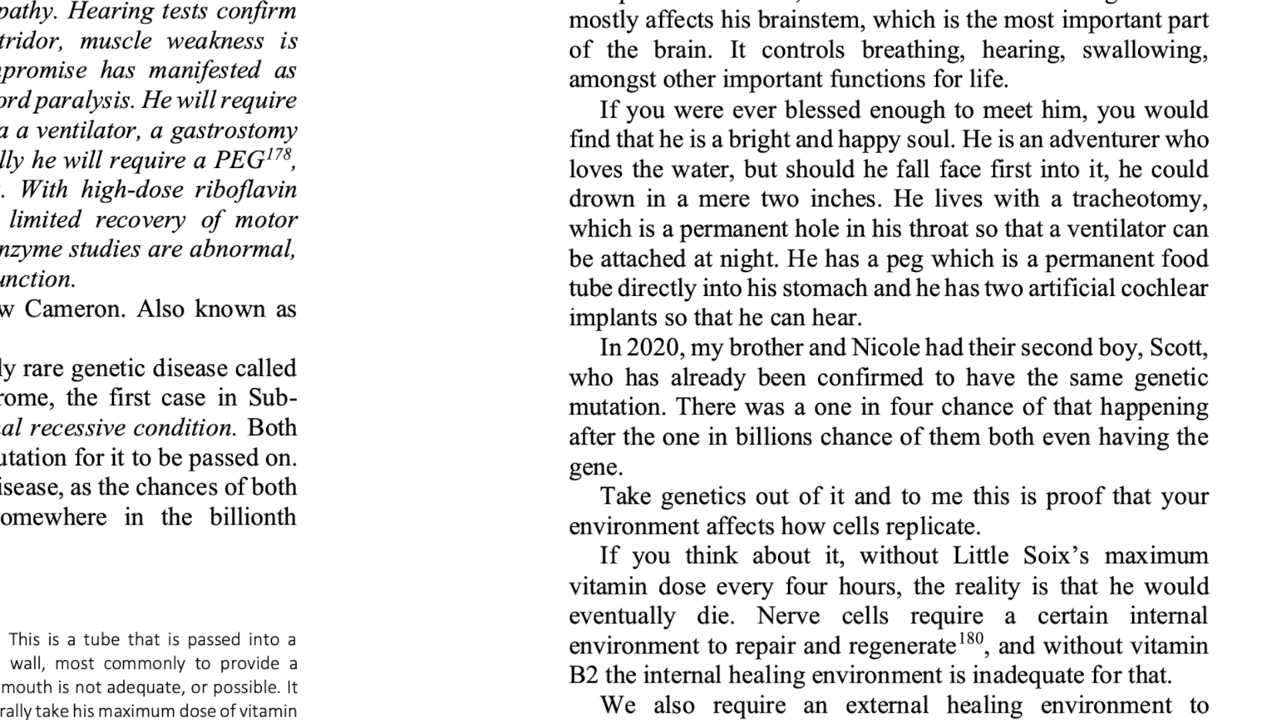 pathy. Hearing tests confirm
tridor, muscle weakness is
promise has manifested as
ord paralysis. He will require
a a ventilator, a gastrostomy
lly he will require a PEG178,
. With high-dose riboflavin
limited recovery of motor
nzyme studies are abnormal,
unction.
w Cameron. Also known as
ly rare genetic disease called
rome, the first case in Sub-
al recessive condition. Both
utation for it to be passed on.
isease, as the chances of both
omewhere in the billionth
This is a tube that is passed into a
wall, most commonly to provide a
mouth is not adequate, or possible. It
rally take his maximum dose of vitamin
mostly affects his brainstem, which is the most important part
of the brain. It controls breathing, hearing, swallowing,
amongst other important functions for life.
If you were ever blessed enough to meet him, you would
find that he is a bright and happy soul. He is an adventurer who
loves the water, but should he fall face first into it, he could
drown in a mere two inches. He lives with a tracheotomy,
which is a permanent hole in his throat so that a ventilator can
be attached at night. He has a peg which is a permanent food
tube directly into his stomach and he has two artificial cochlear
implants so that he can hear.
In 2020, my brother and Nicole had their second boy, Scott,
who has already been confirmed to have the same genetic
mutation. There was a one in four chance of that happening
after the one in billions chance of them both even having the
gene.
Take genetics out of it and to me this is proof that your
environment affects how cells replicate.
If you think about it, without Little Soix's maximum
vitamin dose every four hours, the reality is that he would
eventually die. Nerve cells require a certain internal
environment to repair and regenerate180, and without vitamin
B2 the internal healing environment is inadequate for that.
We also require an external healing environment to